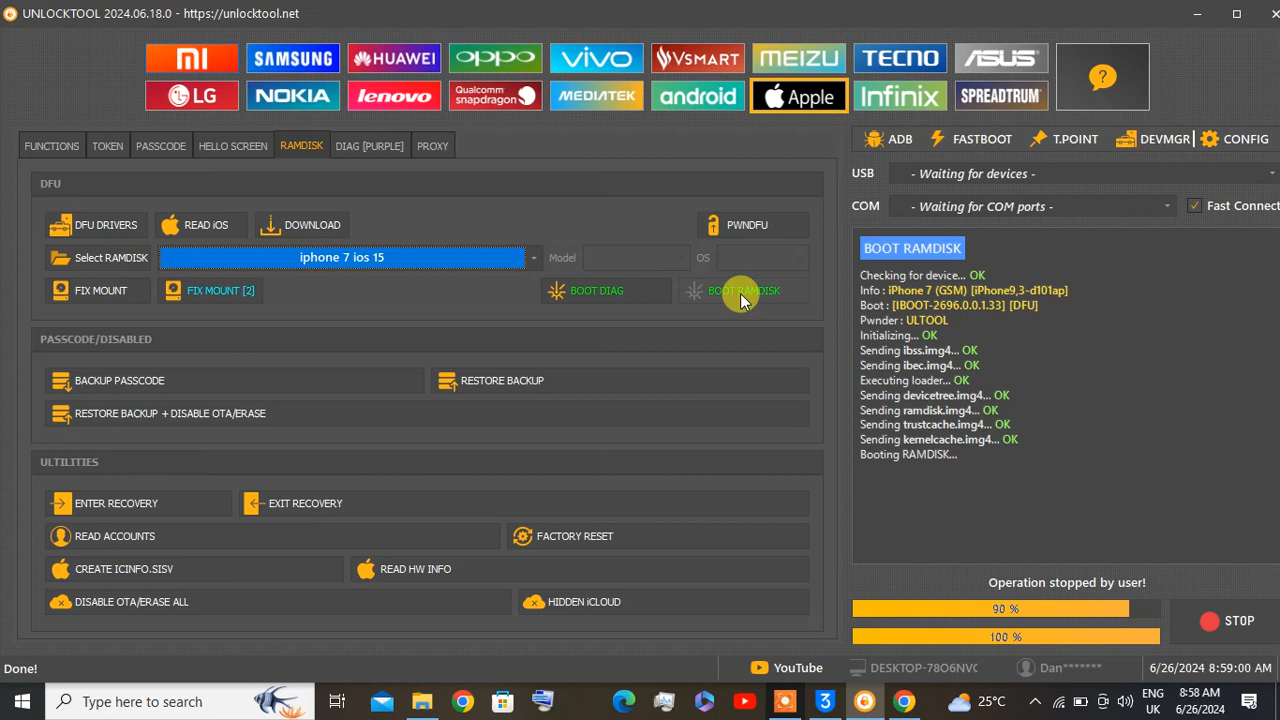 UNLOCKTOOL 2024.06.18.0 - https://unlocktool.net
mi SAMSUNG HUAWEI oppo vivo VSMART MEIZU TECNO ASUS ?
LG NOKIA lenovo Qualcomm snapdragon MEDIATEK android Apple Infinix SPREADTRUM
FUNCTIONS TOKEN PASSCODE HELLO SCREEN RAMDISK DIAG [PURPLE] PROXY
ADB FASTBOOT T.POINT DEVMGR CONFIG
USB - Waiting for devices -
COM - Waiting for COM ports - Fast Connect
DFU
DFU DRIVERS READ iOS DOWNLOAD PWNDFU
Select RAMDISK iphone 7 ios 15 Model OS
FIX MOUNT FIX MOUNT [2] BOOT DIAG BOOT RAMDISK
PASSCODE/DISABLED
BACKUP PASSCODE RESTORE BACKUP
RESTORE BACKUP + DISABLE OTA/ERASE
ULTILITIES
ENTER RECOVERY EXIT RECOVERY
READ ACCOUNTS FACTORY RESET
CREATE ICINFO.SISV READ HW INFO
DISABLE OTA/ERASE ALL HIDDEN iCLOUD
BOOT RAMDISK
Checking for device... OK
Info : iPhone 7 (GSM) [iPhone9,3-d101ap]
Boot : [IBOOT-2696.0.0.1.33] [DFU]
Pwnder : ULTOOL
Initializing... OK
Sending ibss.img4... OK
Sending ibec.img4... OK
Executing loader... OK
Sending devicetree.img4... OK
Sending ramdisk.img4... OK
Sending trustcache.img4... OK
Sending kernelcache.img4... OK
Booting RAMDISK...
Operation stopped by user!
90 %
100 %
STOP
Done! YouTube DESKTOP-78O6NVC Dan******* 6/26/2024 8:59:00 AM
Type here to search 3 25°C ENG 8:58 AM
UK 6/26/2024